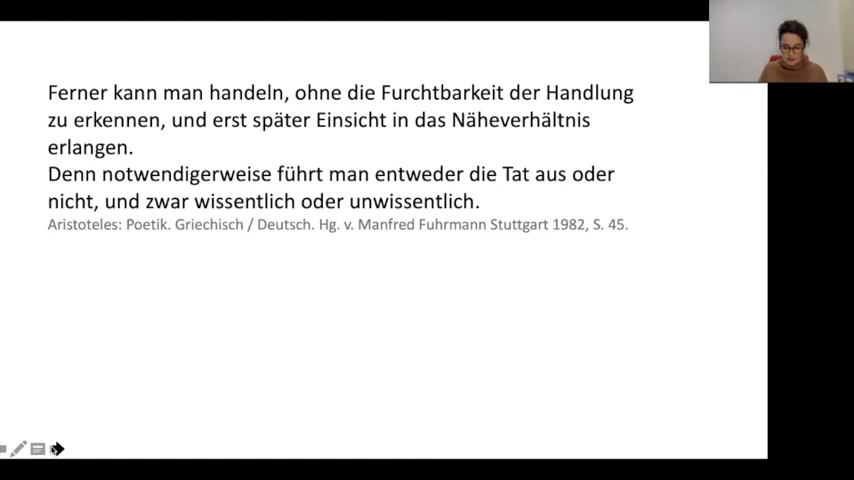 Ferner kann man handeln, ohne die Furchtbarkeit der Handlung
zu erkennen, und erst später Einsicht in das Näheverhältnis
erlangen.
Denn notwendigerweise führt man entweder die Tat aus oder
nicht, und zwar wissentlich oder unwissentlich.
Aristoteles: Poetik. Griechisch / Deutsch. Hg. v. Manfred Fuhrmann Stuttgart 1982, S. 45.